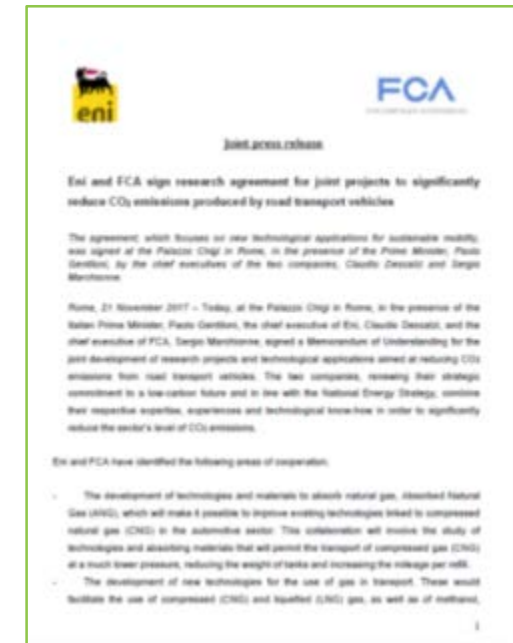 eni
FCA
Joint press release
Eni and FCA sign research agreement for joint projects to significantly
reduce CO₂ emissions produced by road transport vehicles
The agreement, which focuses on new technological applications for sustainable mobility,
was signed at the Palazzo Chigi in Rome, in the presence of the Prime Minister, Paolo
Gentiloni, by the chief executives of the two companies, Claudio Descalzi and Sergio
Marchionne.
Rome, 21 November 2017 – Today, at the Palazzo Chigi in Rome, in the presence of the
Italian Prime Minister, Paolo Gentiloni, the chief executive of Eni, Claudio Descalzi, and the
chief executive of FCA, Sergio Marchionne, signed a Memorandum of Understanding for the
joint development of research projects and technological applications aimed at reducing CO₂
emissions from road transport vehicles. The two companies, renewing their strategic
commitment to a low-carbon future and in line with the National Energy Strategy, combine
their respective expertise, experiences and technological know-how in order to significantly
reduce the sector's level of CO₂ emissions.
Eni and FCA have identified the following areas of cooperation:
- The development of technologies and materials to absorb natural gas, Absorbed Natural
Gas (ANG), which will make it possible to improve existing technologies linked to compressed
natural gas (CNG) in the automotive sector. This collaboration will involve the study of
technologies and absorbing materials that will permit the transport of compressed gas (CNG)
at a much lower pressure, reducing the weight of tanks and increasing the mileage per refill.
- The development of new technologies for the use of gas in transport. These would
facilitate the use of compressed (CNG) and liquefied (LNG) gas, as well as of methanol,
1